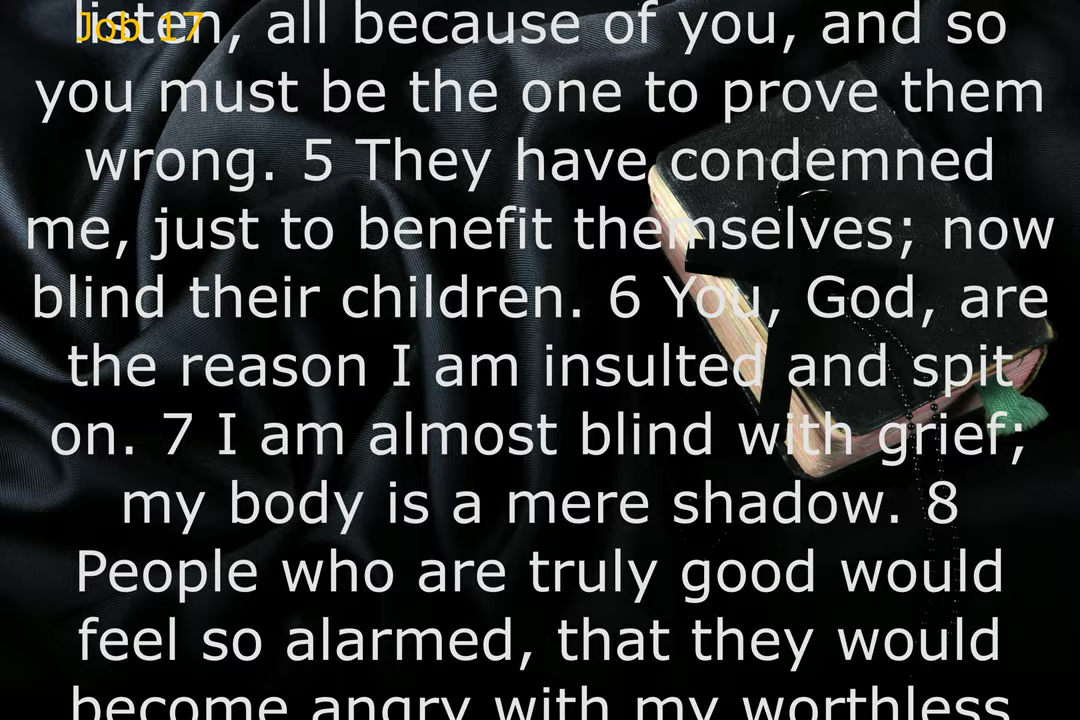 Job 17
listen, all because of you, and so
you must be the one to prove them
wrong. 5 They have condemned
me, just to benefit themselves; now
blind their children. 6 You, God, are
the reason I am insulted and spit
on. 7 I am almost blind with grief;
my body is a mere shadow. 8
People who are truly good would
feel so alarmed, that they would
become angry with my worthless